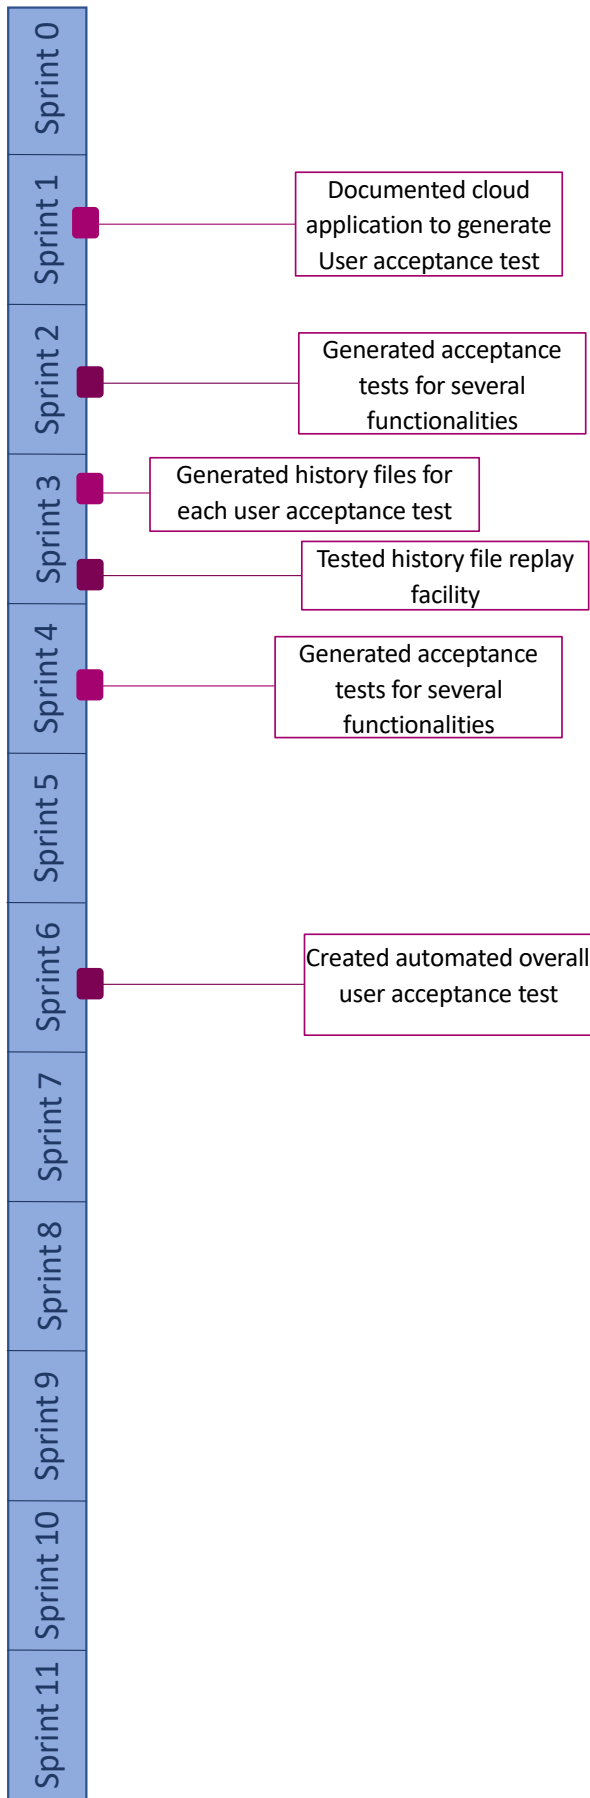 Sprint 0
Sprint 1
Documented cloud
application to generate
User acceptance test
Sprint 2
Generated acceptance
tests for several
functionalities
Sprint 3
Generated history files for
each user acceptance test
Tested history file replay
facility
Sprint 4
Generated acceptance
tests for several
functionalities
Sprint 5
Sprint 6
Created automated overall
user acceptance test
Sprint 7
Sprint 8
Sprint 9
Sprint 10
Sprint 11